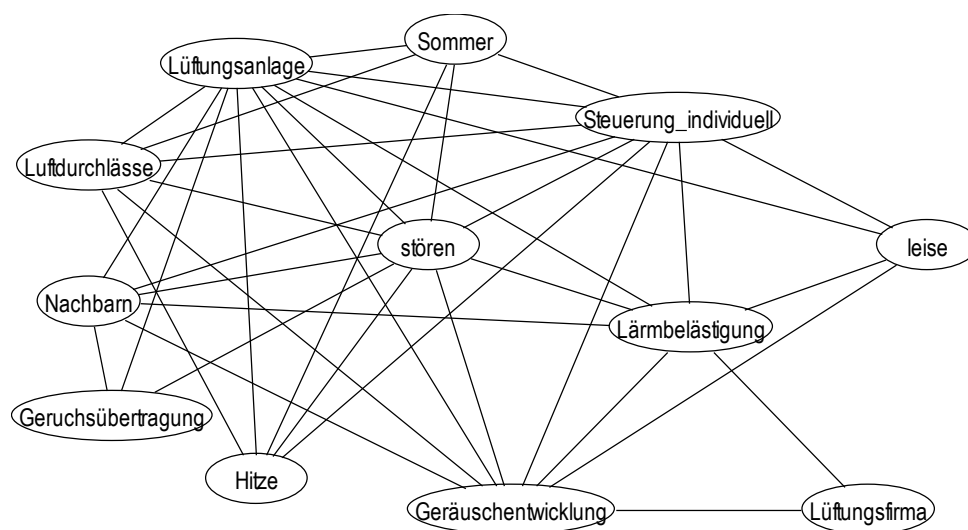 Sommer
Lüftungsanlage
Steuerung_individuell
Luftdurchlässe
stören
leise
Nachbarn
Lärmbelästigung
Geruchsübertragung
Hitze
Geräuschentwicklung
Lüftungsfirma